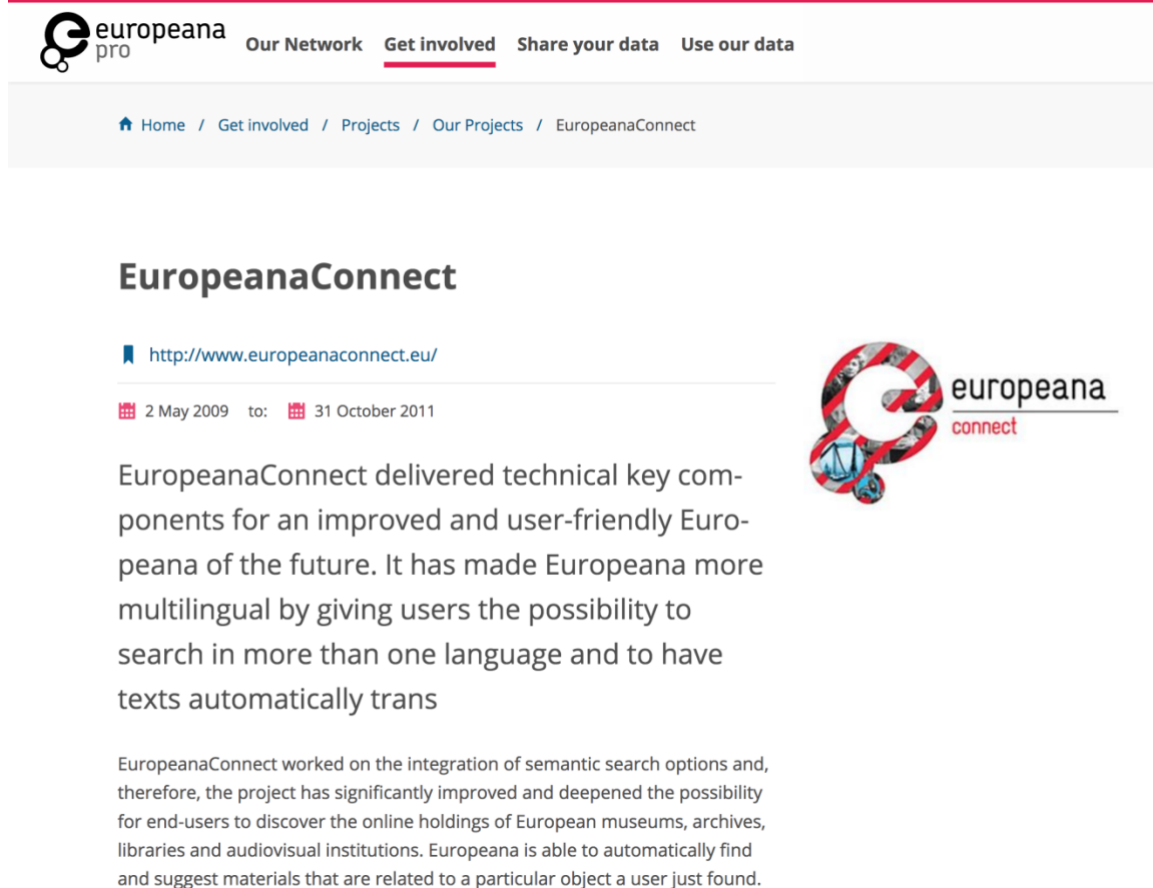 europeana
pro
Our Network Get involved Share your data Use our data
Home / Get involved / Projects / Our Projects / EuropeanaConnect
EuropeanaConnect
http://www.europeanaconnect.eu/
2 May 2009 to: 31 October 2011
europeana
connect
EuropeanaConnect delivered technical key com-
ponents for an improved and user-friendly Euro-
peana of the future. It has made Europeana more
multilingual by giving users the possibility to
search in more than one language and to have
texts automatically trans
EuropeanaConnect worked on the integration of semantic search options and,
therefore, the project has significantly improved and deepened the possibility
for end-users to discover the online holdings of European museums, archives,
libraries and audiovisual institutions. Europeana is able to automatically find
and suggest materials that are related to a particular object a user just found.